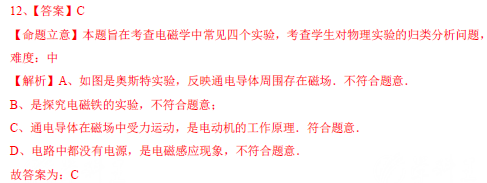 12、【答案】C
【命题立意】本题旨在考查电磁学中常见四个实验，考查学生对物理实验的归类分析问题，
难度：中
【解析】A、如图是奥斯特实验，反映通电导体周围存在磁场．不符合题意．
B、是探究电磁铁的实验，不符合题意；
C、通电导体在磁场中受力运动，是电动机的工作原理．符合题意．
D、电路中都没有电源，是电磁感应现象，不符合题意．
故答案为：C